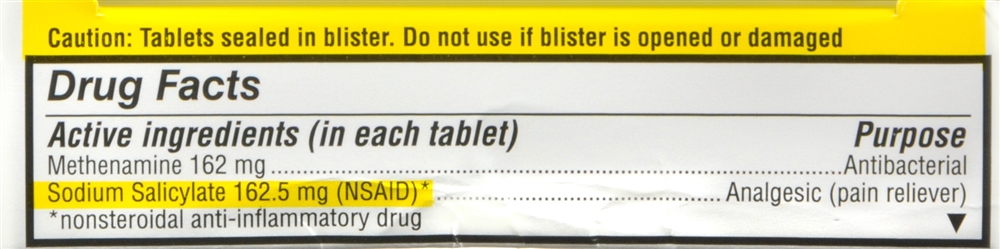 Caution: Tablets sealed in blister. Do not use if blister is opened or damaged
Drug Facts
Active ingredients (in each tablet) Purpose
Methenamine 162 mg ........................................................................................Antibacterial
Sodium Salicylate 162.5 mg (NSAID)* ............................................. Analgesic (pain reliever)
*nonsteroidal anti-inflammatory drug ▼